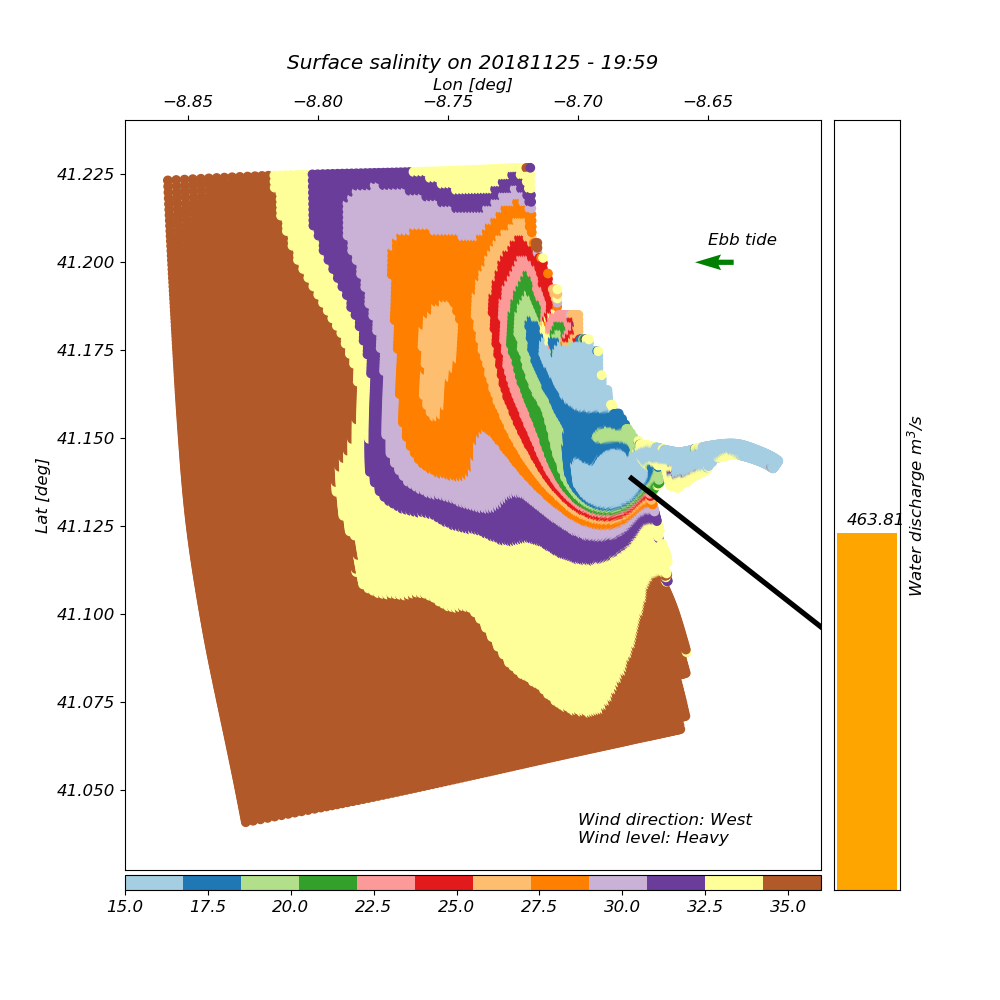 Surface salinity on 20181125 - 19:59
Lon [deg]
−8.85 −8.80 −8.75 −8.70 −8.65
41.225
41.200
41.175
41.150
41.125
41.100
41.075
41.050
Lat [deg]
Ebb tide
Wind direction: West
Wind level: Heavy
15.0 17.5 20.0 22.5 25.0 27.5 30.0 32.5 35.0
463.81
Water discharge m³/s